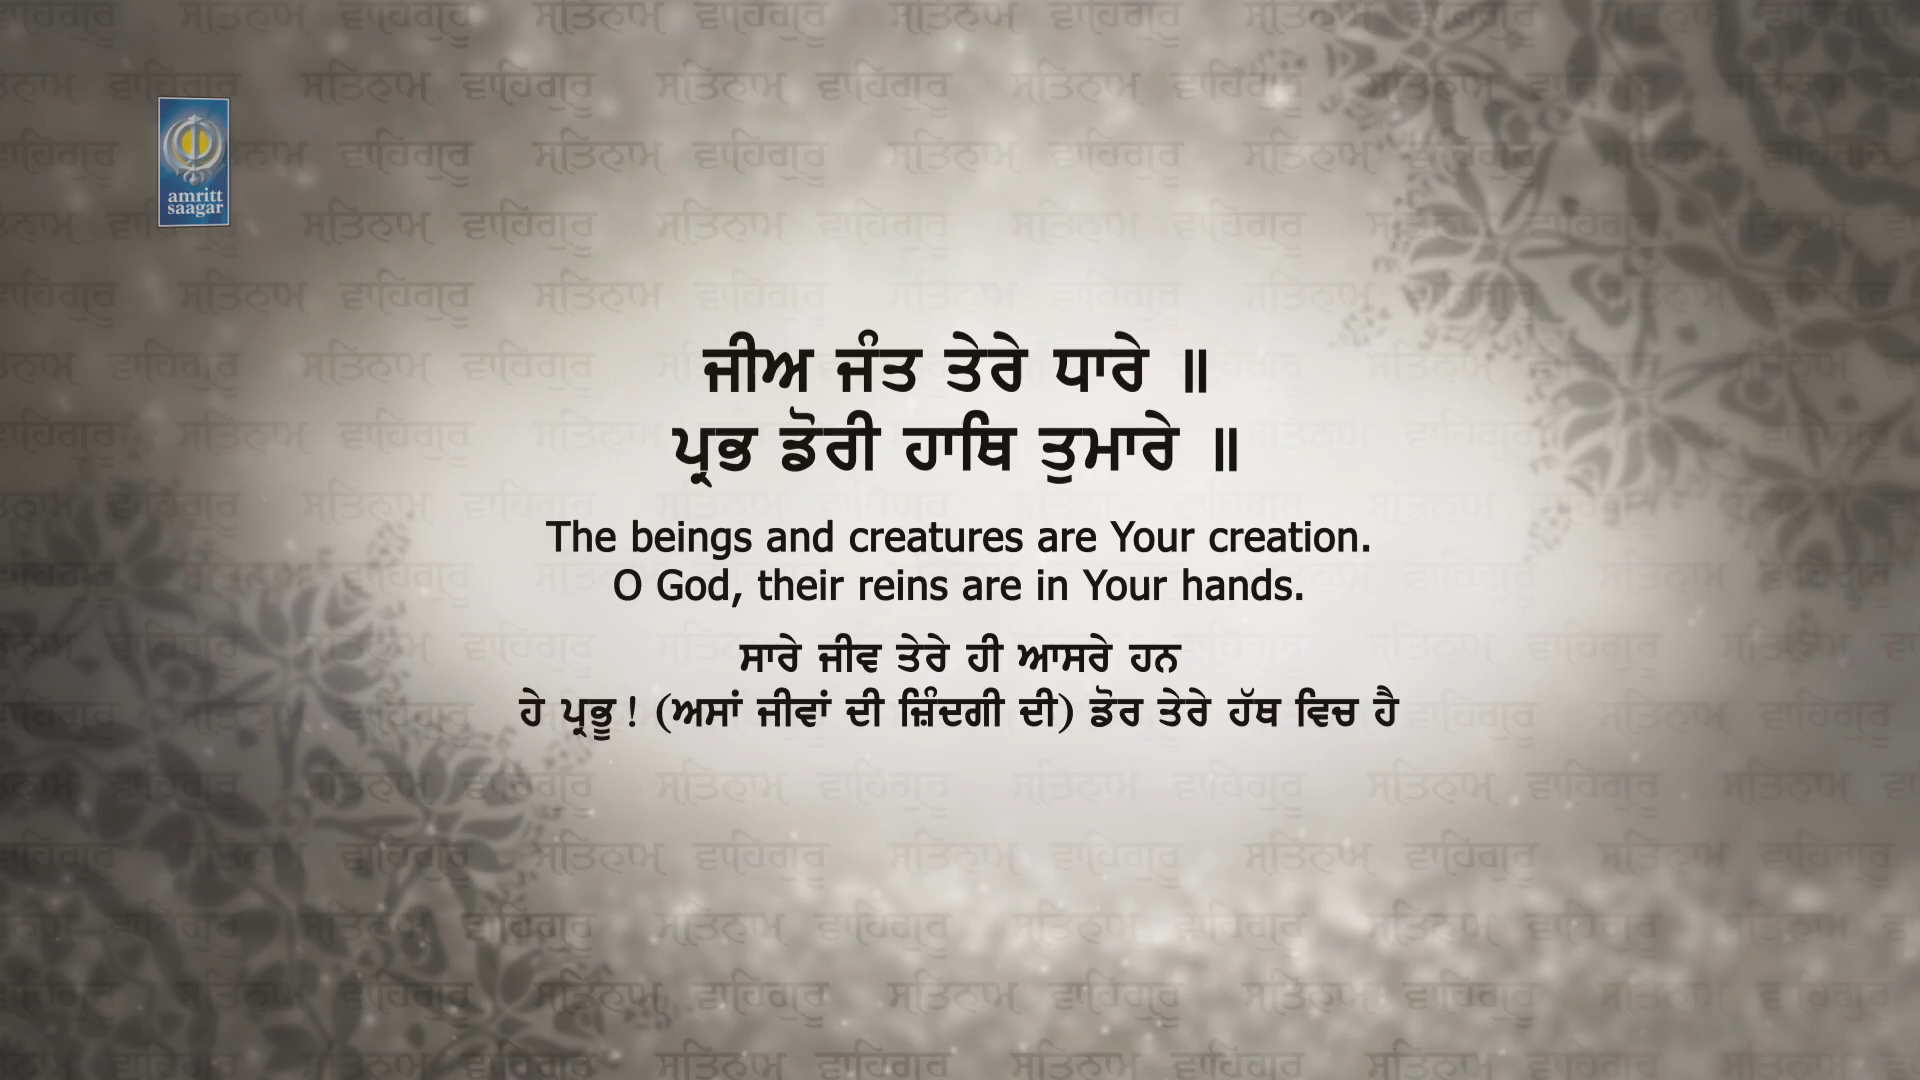 amritt
saagar
ਜੀਅ ਜੰਤ ਤੇਰੇ ਧਾਰੇ ॥
ਪ੍ਰਭ ਡੋਰੀ ਹਾਥਿ ਤੁਮਾਰੇ ॥
The beings and creatures are Your creation.
O God, their reins are in Your hands.
ਸਾਰੇ ਜੀਵ ਤੇਰੇ ਹੀ ਆਸਰੇ ਹਨ
ਹੇ ਪ੍ਰਭੂ ! (ਅਸਾਂ ਜੀਵਾਂ ਦੀ ਜ਼ਿੰਦਗੀ ਦੀ) ਡੋਰ ਤੇਰੇ ਹੱਥ ਵਿਚ ਹੈ